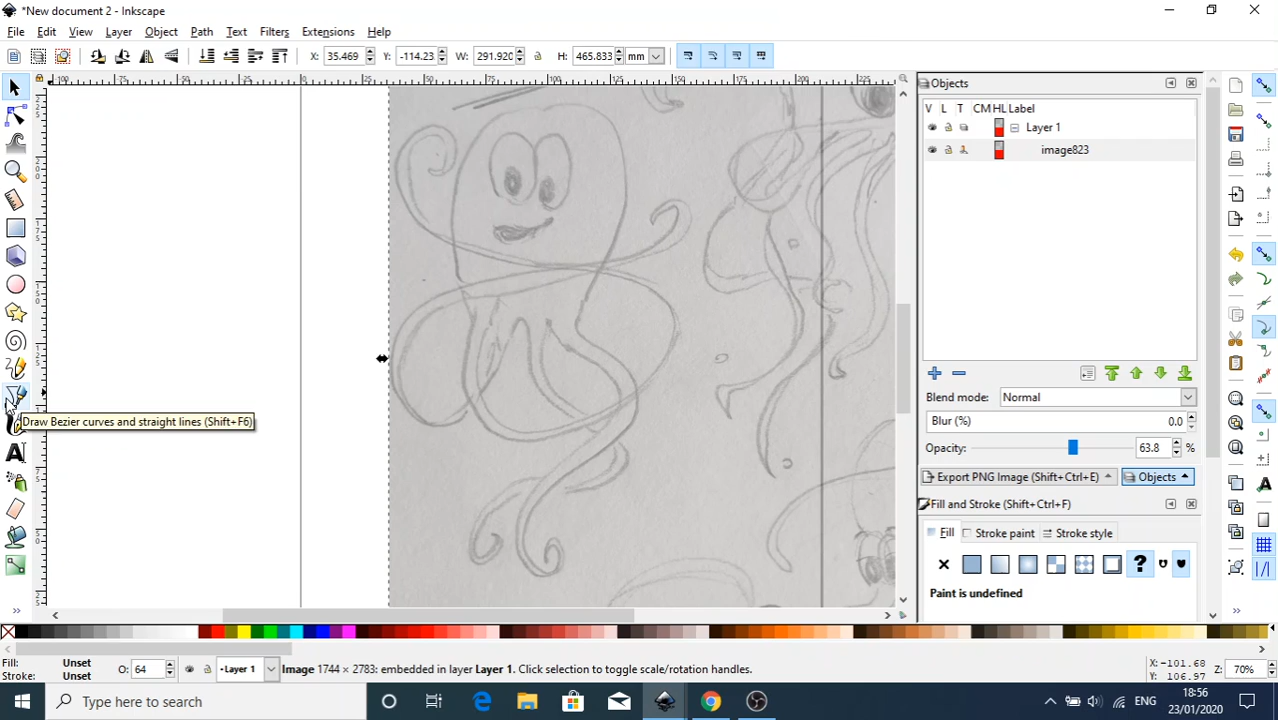 *New document 2 - Inkscape
File Edit View Layer Object Path Text Filters Extensions Help
X: 35.469 Y: -114.23 W: 291.920 H: 465.833 mm
Objects
V L T CM HL Label
Layer 1
image823
Draw Bezier curves and straight lines (Shift+F6)
Blend mode: Normal
Blur (%) 0.0
Opacity: 63.8 %
Export PNG Image (Shift+Ctrl+E) Objects
Fill and Stroke (Shift+Ctrl+F)
Fill Stroke paint Stroke style
Paint is undefined
Fill: Unset
Stroke: Unset
O: 64 Layer 1 Image 1744 × 2783: embedded in layer Layer 1. Click selection to toggle scale/rotation handles.
X: -101.68
Y: 106.97
Z: 70%
Type here to search
ENG
18:56
23/01/2020